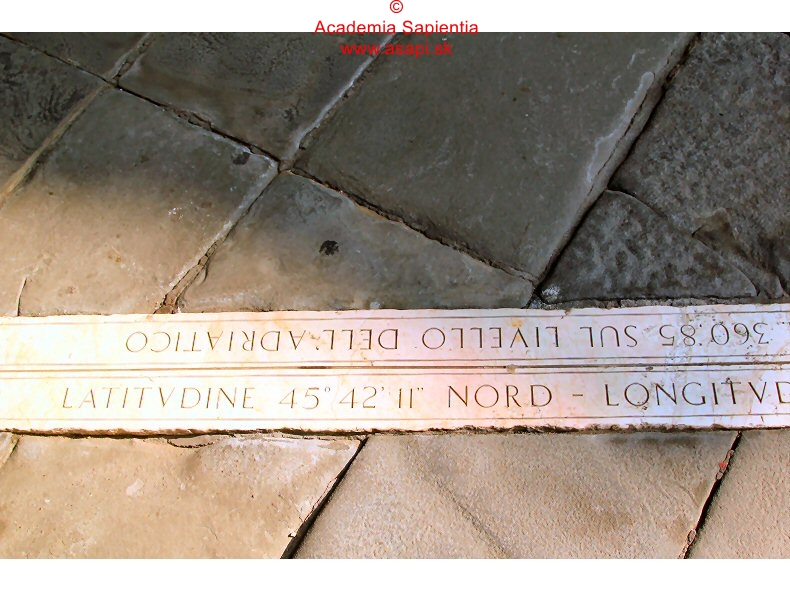 ©
Academia Sapientia
www.asapi.sk
360.85 SUL LIVELLO DELL'ADRIATICO
LATITVDINE 45° 42' 11" NORD - LONGITVD